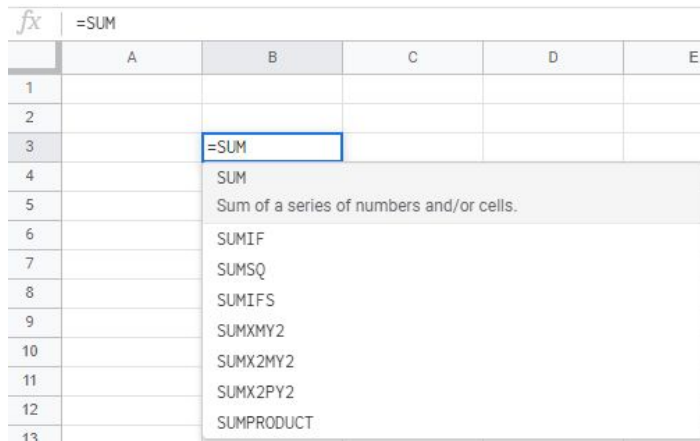 fx =SUM
A B C D E
1
2
3 =SUM
4 SUM
5 Sum of a series of numbers and/or cells.
6 SUMIF
7 SUMSQ
8 SUMIFS
9 SUMXMY2
10 SUMX2MY2
11 SUMX2PY2
12 SUMPRODUCT
13